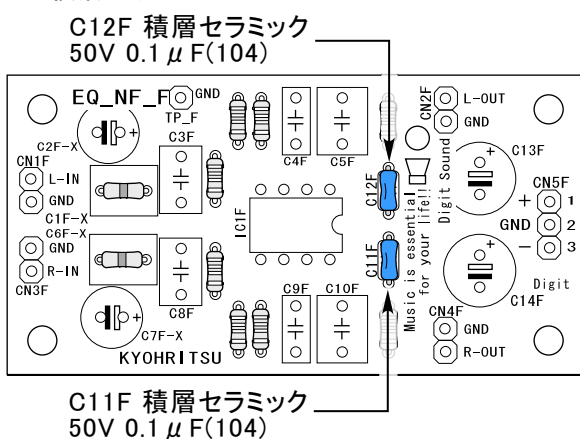 C12F 積層セラミック
50V 0.1μF(104)
EQ_NF_F
GND
TP_F
C2F-X
C3F
C4F
C5F
CN2F
L-OUT
GND
CN1F
L-IN
GND
C1F-X
C6F-X
GND
R-IN
CN3F
IC1F
C12F
C11F
Music is essential
for your life!!
Digit Sound
C13F
CN5F
+ 1
GND 2
− 3
Digit
C14F
C8F
C9F
C10F
CN4F
GND
R-OUT
C7F-X
KYOHRITSU
C11F 積層セラミック
50V 0.1μF(104)